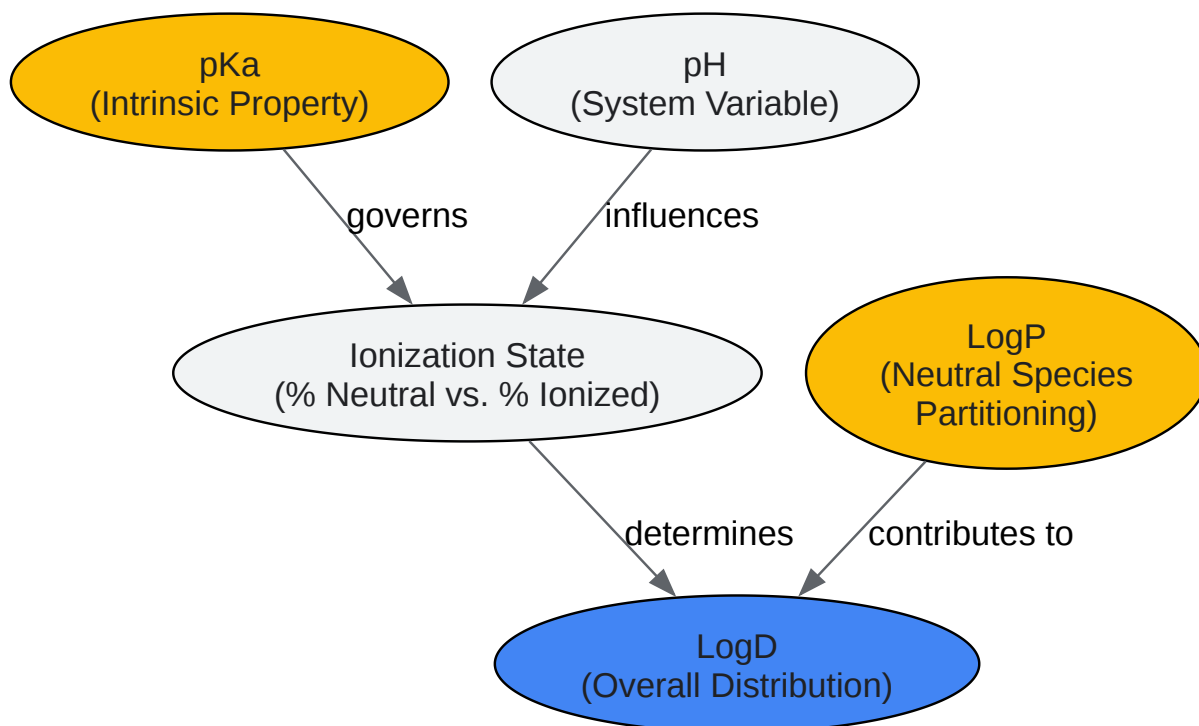 pKa
(Intrinsic Property)
pH
(System Variable)
governs
influences
Ionization State
(% Neutral vs. % Ionized)
LogP
(Neutral Species
Partitioning)
determines
contributes to
LogD
(Overall Distribution)